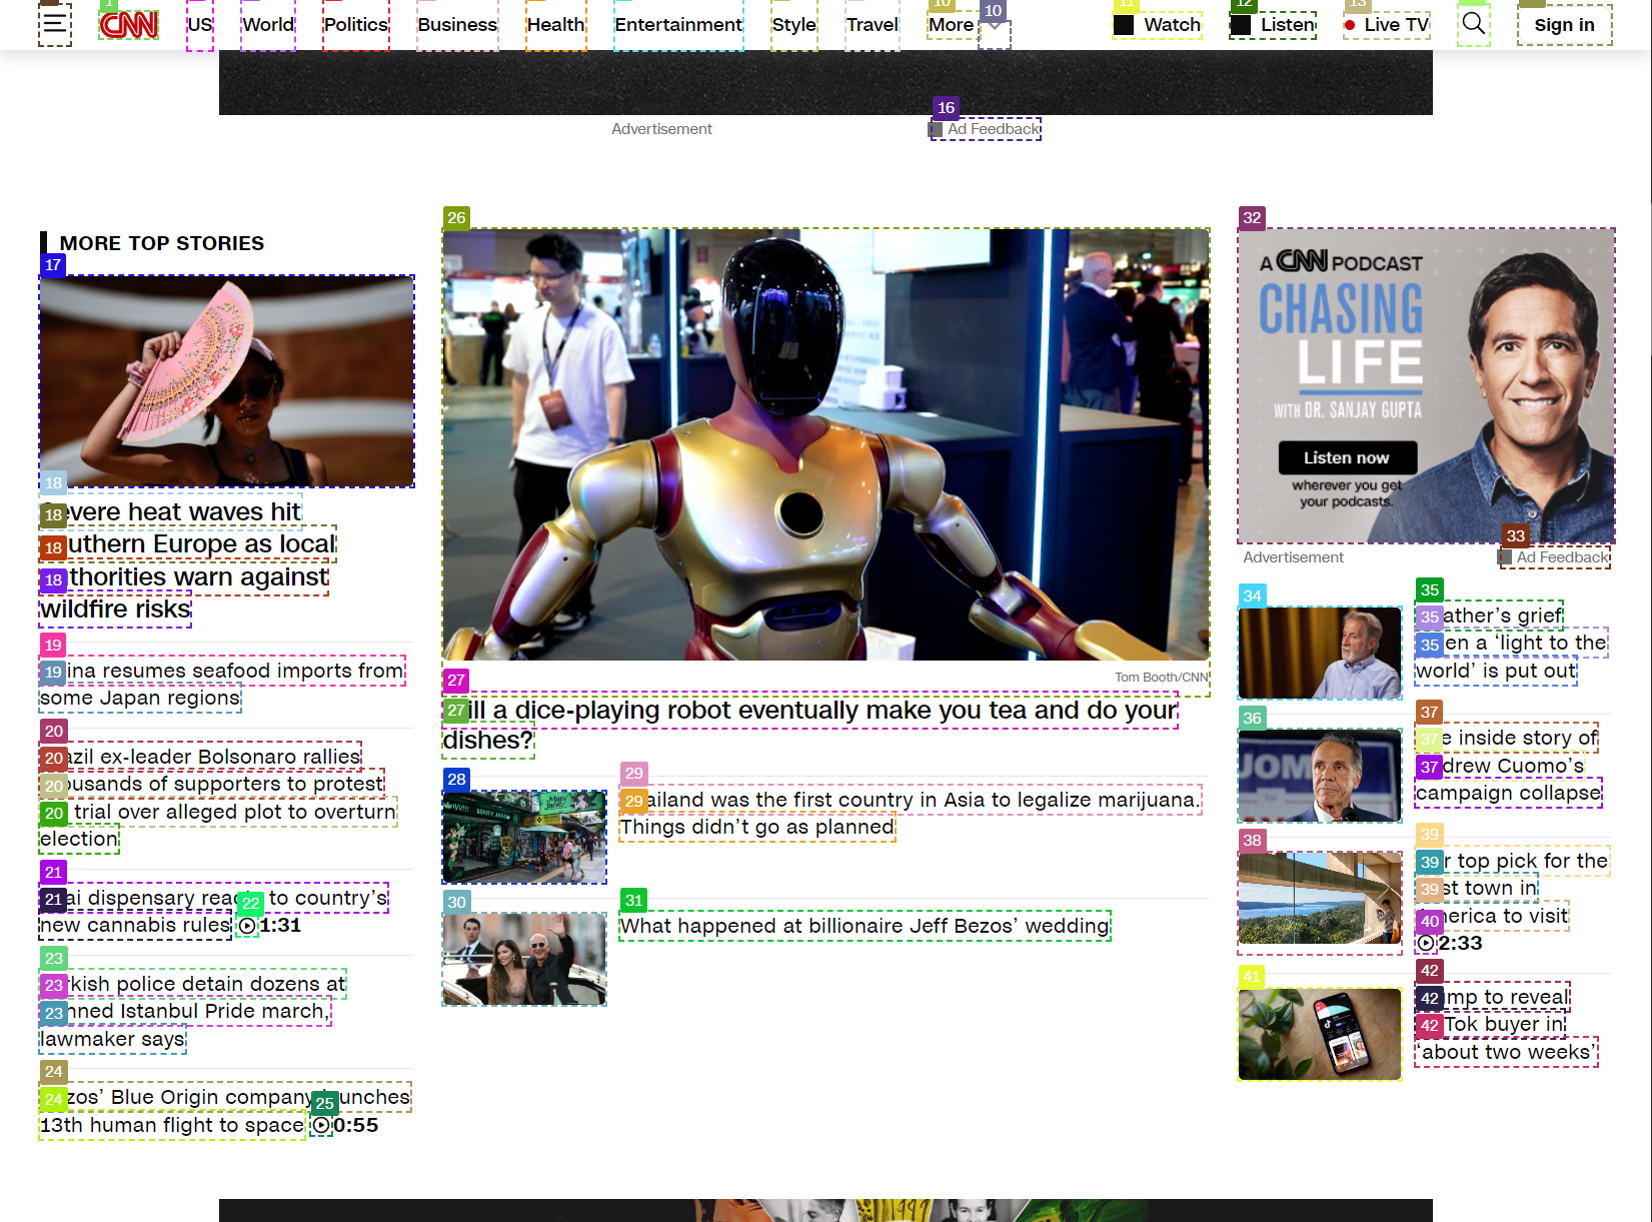 CNN
US
World
Politics
Business
Health
Entertainment
Style
Travel
More
10
10
11
Watch
12
Listen
13
Live TV
Sign in
16
Advertisement
Ad Feedback
MORE TOP STORIES
17
18
18
evere heat waves hit
18
uthern Europe as local
18
thorities warn against
wildfire risks
19
19
ina resumes seafood imports from
some Japan regions
20
20
azil ex-leader Bolsonaro rallies
20
ousands of supporters to protest
20
trial over alleged plot to overturn
election
21
21
ai dispensary reac to country's
22
new cannabis rules
1:31
23
23
rkish police detain dozens at
23
nned Istanbul Pride march,
lawmaker says
24
24
zos' Blue Origin company unches
25
13th human flight to space
0:55
26
Tom Booth/CNN
27
27
ill a dice-playing robot eventually make you tea and do your
dishes?
28
29
29
ailand was the first country in Asia to legalize marijuana.
Things didn't go as planned
30
31
What happened at billionaire Jeff Bezos' wedding
32
A CNN PODCAST
CHASING
LIFE
WITH DR. SANJAY GUPTA
Listen now
wherever you get
your podcasts.
33
Advertisement
Ad Feedback
34
35
35
ather's grief
35
en a 'light to the
world' is put out
36
37
37
e inside story of
37
drew Cuomo's
campaign collapse
38
39
39
r top pick for the
39
st town in
40
erica to visit
2:33
41
42
42
mp to reveal
42
Tok buyer in
'about two weeks'